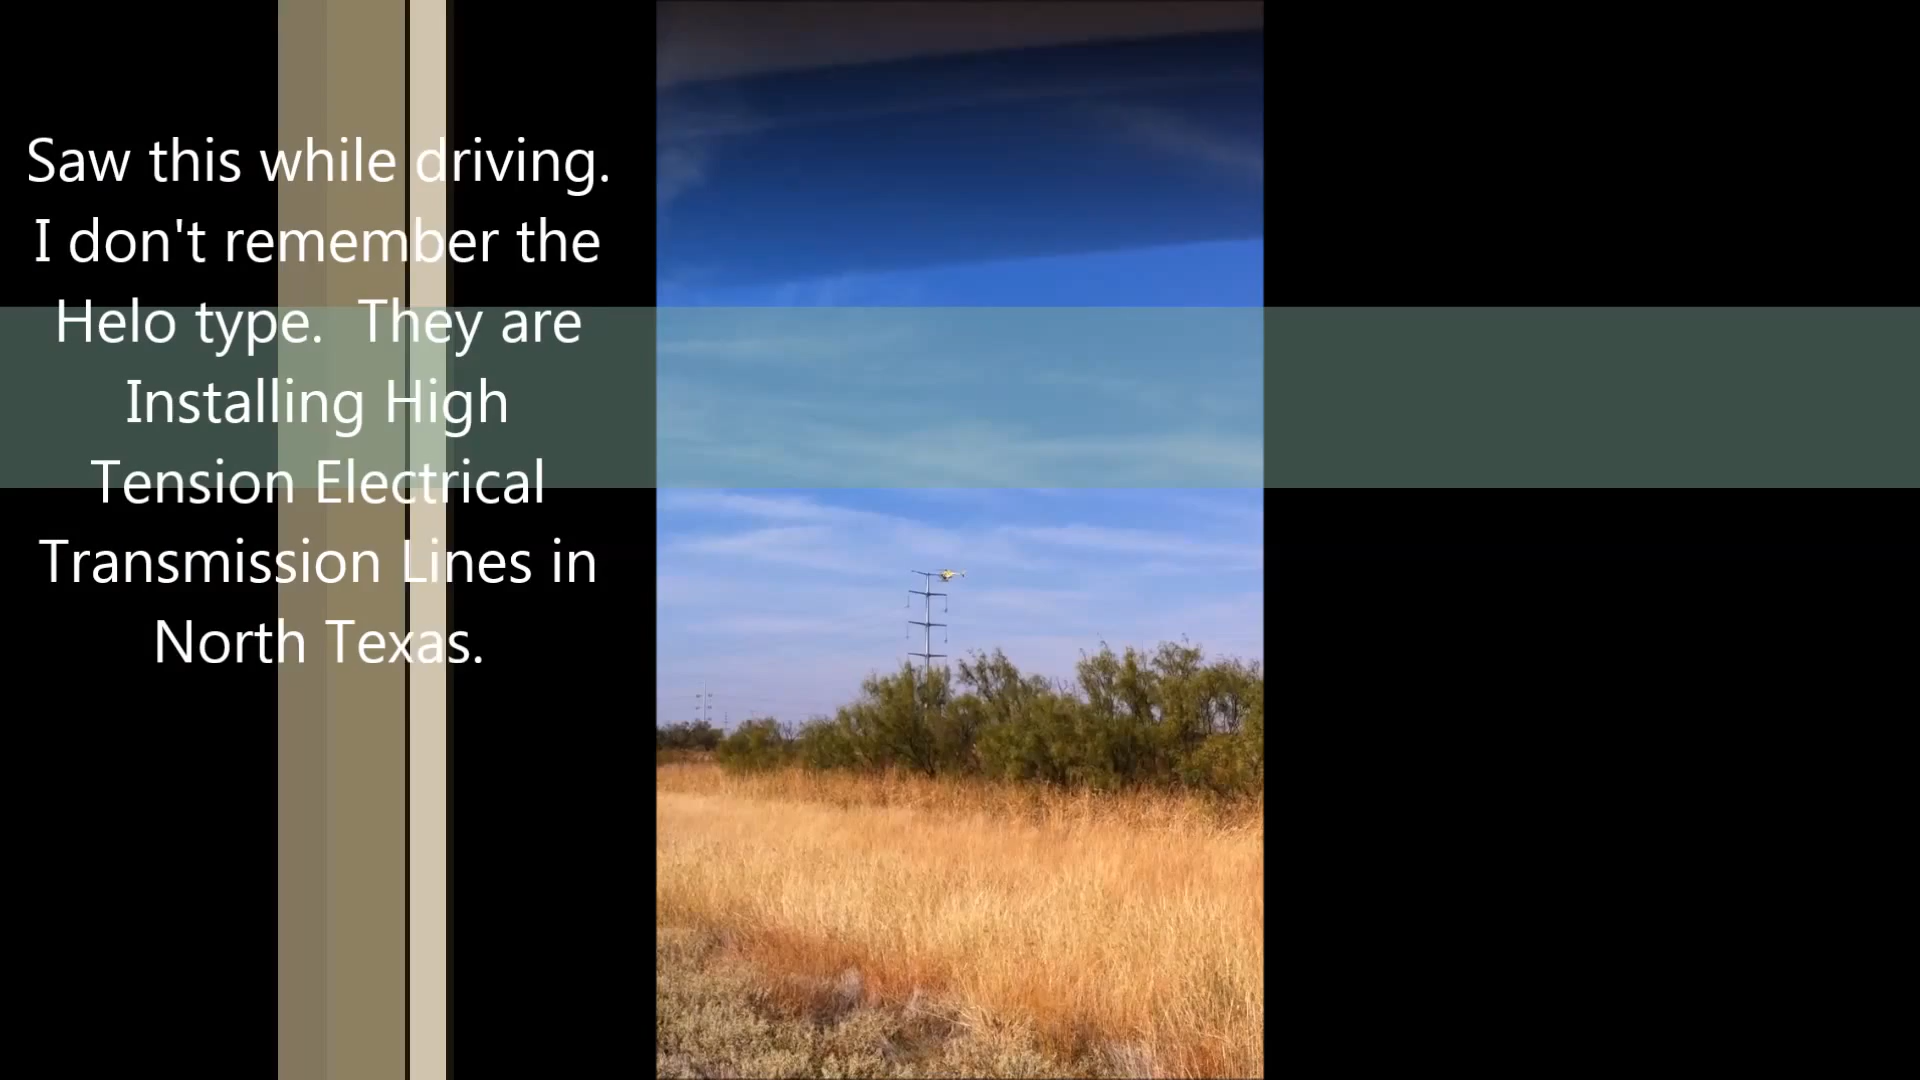 Saw this while driving.
I don't remember the
Helo type.  They are
Installing High
Tension Electrical
Transmission Lines in
North Texas.